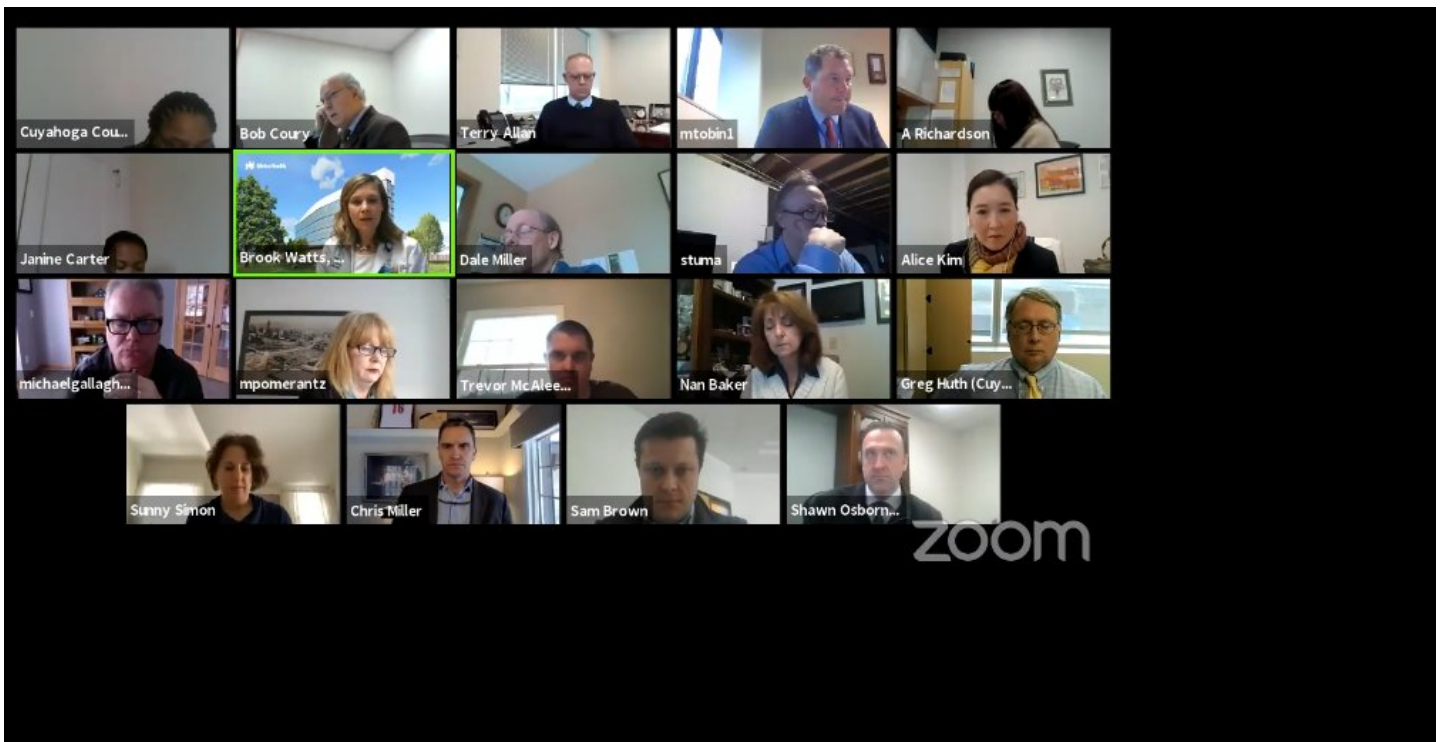 Cuyahoga Cou...
Bob Coury
Terry Allan
mtobin1
A Richardson
Janine Carter
MetroHealth
Brook Watts, ...
Dale Miller
stuma
Alice Kim
michaelgallagh...
mpomerantz
Trevor McAlee...
Nan Baker
Greg Huth (Cuy...
Sunny Simon
Chris Miller
Sam Brown
Shawn Osborn...
zoom